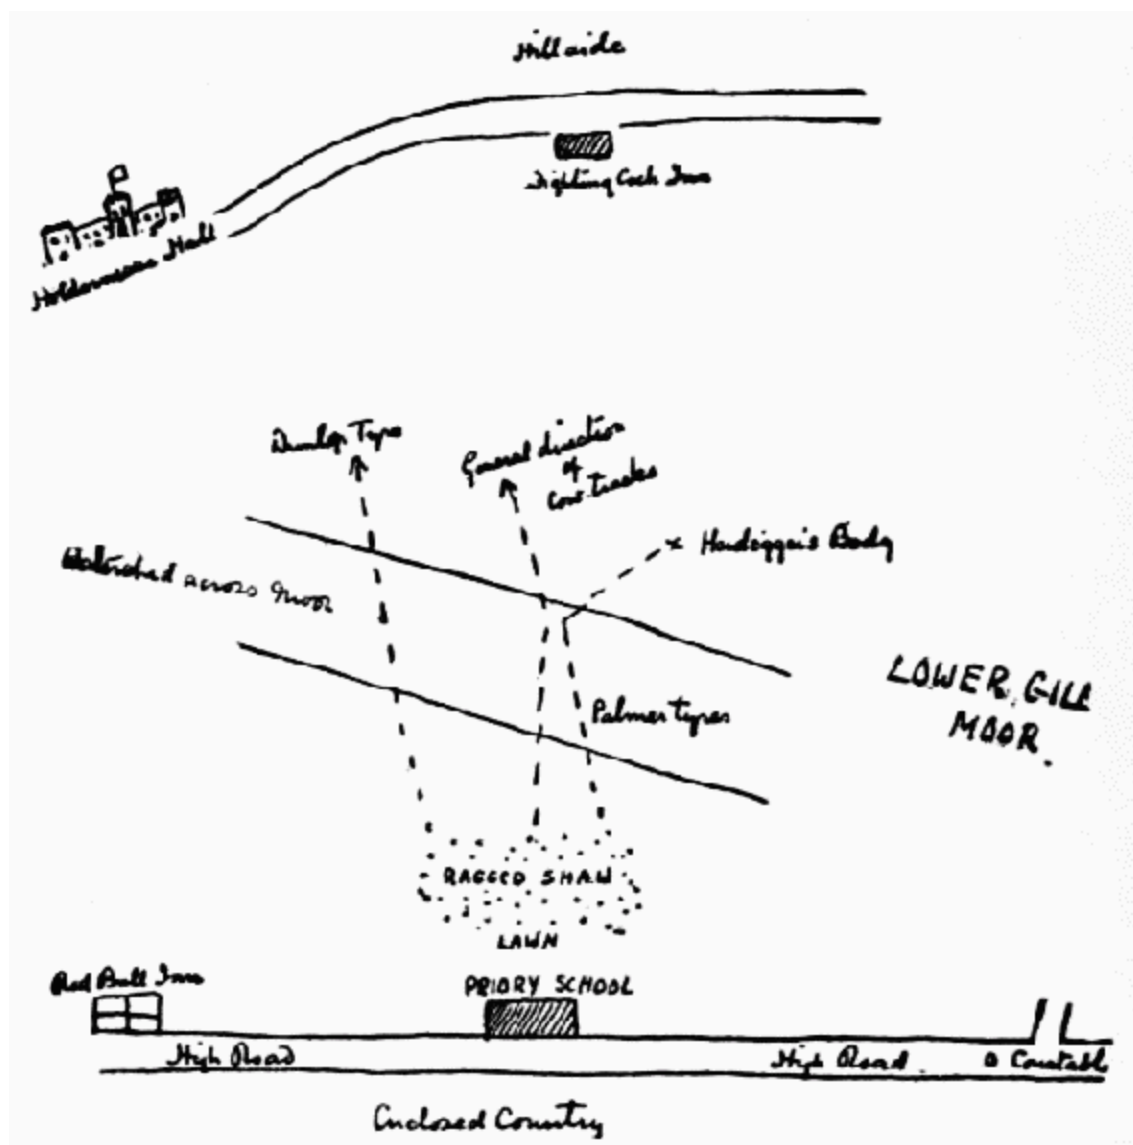 Hillside
Fighting Cock Inn
Holdernesse Hall
Dunlop Tyre
General direction
of
Cow Tracks
Heidegger's Body
Watershed across Moor
LOWER GILL
MOOR.
Palmer tyres
RAGGED SHAW
LAWN
Red Bull Inn
PRIORY SCHOOL
High Road
High Road
Constable
Enclosed Country